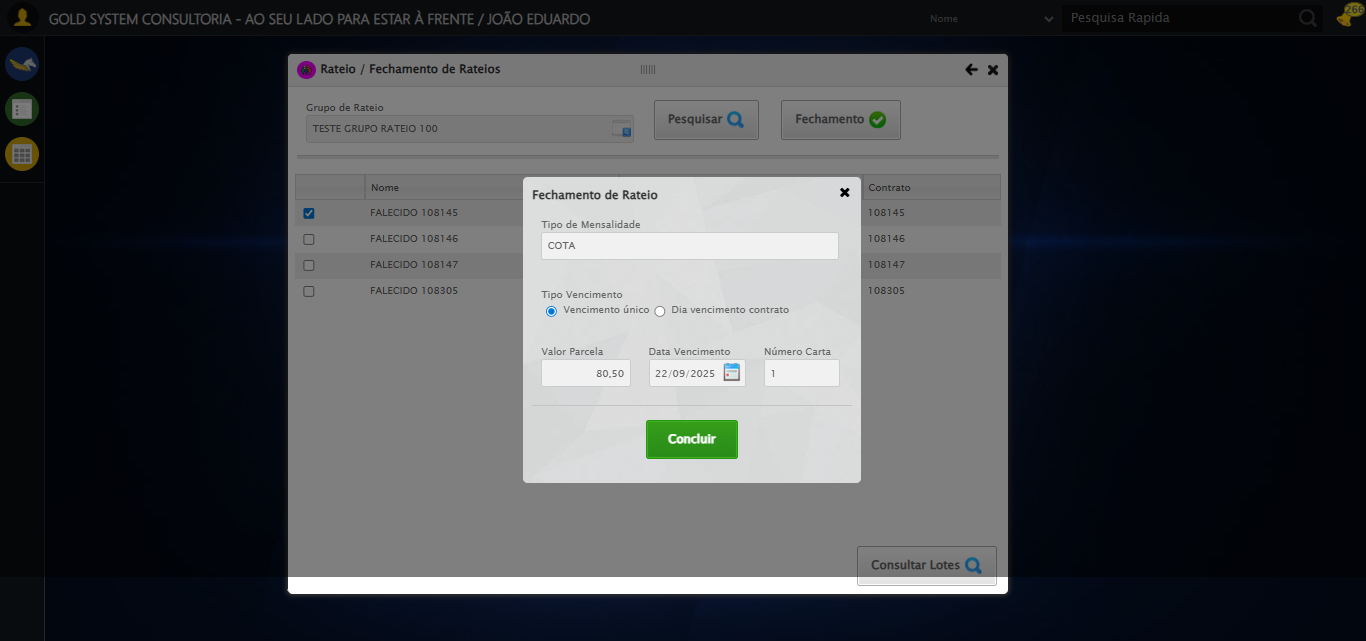 GOLD SYSTEM CONSULTORIA - AO SEU LADO PARA ESTAR À FRENTE / JOÃO EDUARDO
Nome
Pesquisa Rapida
266
Rateio / Fechamento de Rateios
Grupo de Rateio
TESTE GRUPO RATEIO 100
Pesquisar
Fechamento
Nome
Contrato
FALECIDO 108145
108145
FALECIDO 108146
108146
FALECIDO 108147
108147
FALECIDO 108305
108305
Fechamento de Rateio
Tipo de Mensalidade
COTA
Tipo Vencimento
Vencimento único Dia vencimento contrato
Valor Parcela Data Vencimento Número Carta
80,50 22/09/2025 1
Concluir
Consultar Lotes